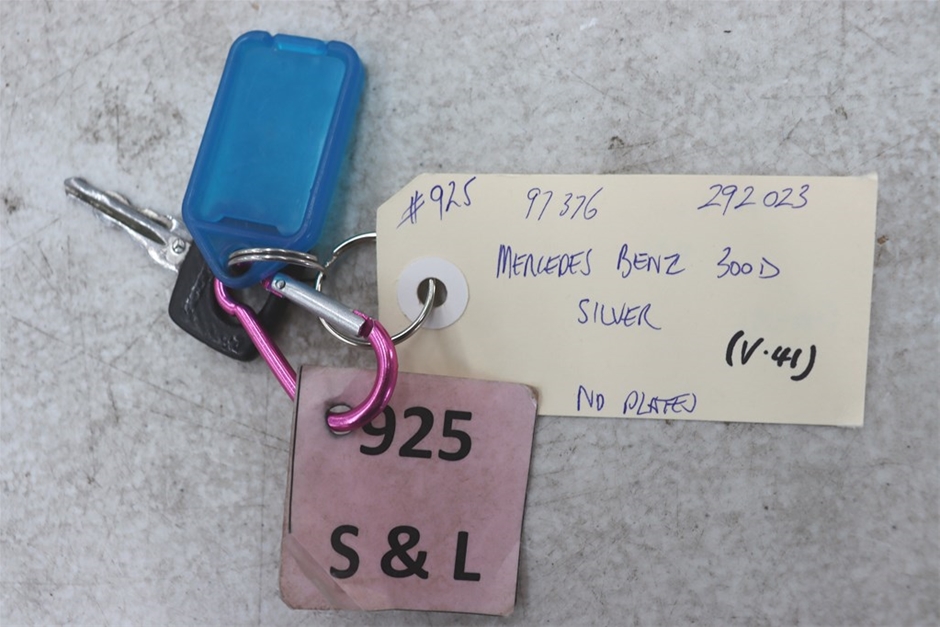 #925 97376 292023
MERCEDES BENZ 300D
SILVER
(V.41)
NO PLATES
925
S & L